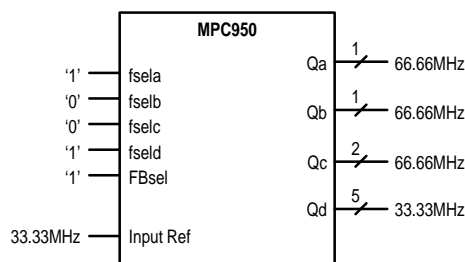 MPC950
‘1’ fsela
‘0’ fselb
‘0’ fselc
‘1’ fseld
‘1’ FBsel
33.33MHz Input Ref
Qa 1 66.66MHz
Qb 1 66.66MHz
Qc 2 66.66MHz
Qd 5 33.33MHz